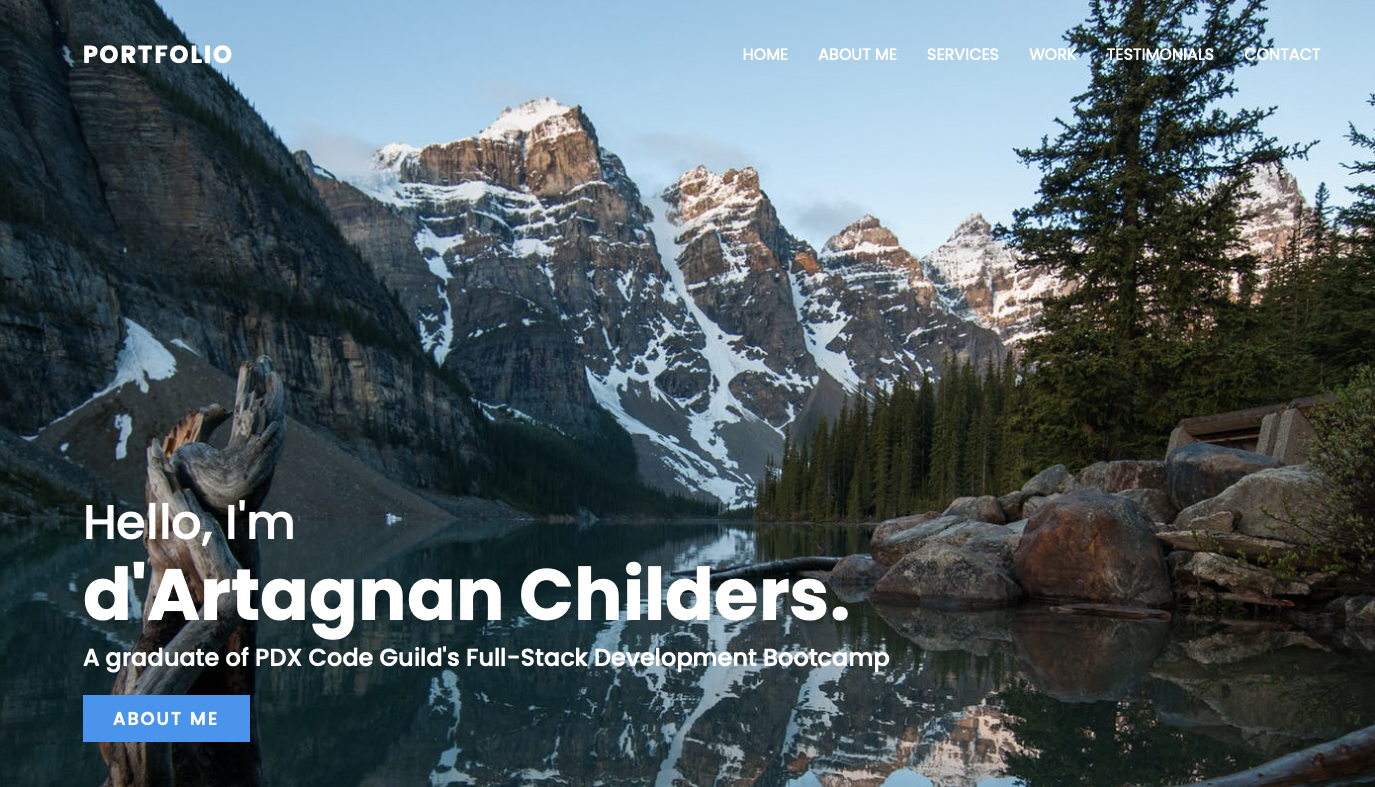 PORTFOLIO
HOME ABOUT ME SERVICES WORK TESTIMONIALS CONTACT
Hello, I'm
d'Artagnan Childers.
A graduate of PDX Code Guild's Full-Stack Development Bootcamp
ABOUT ME